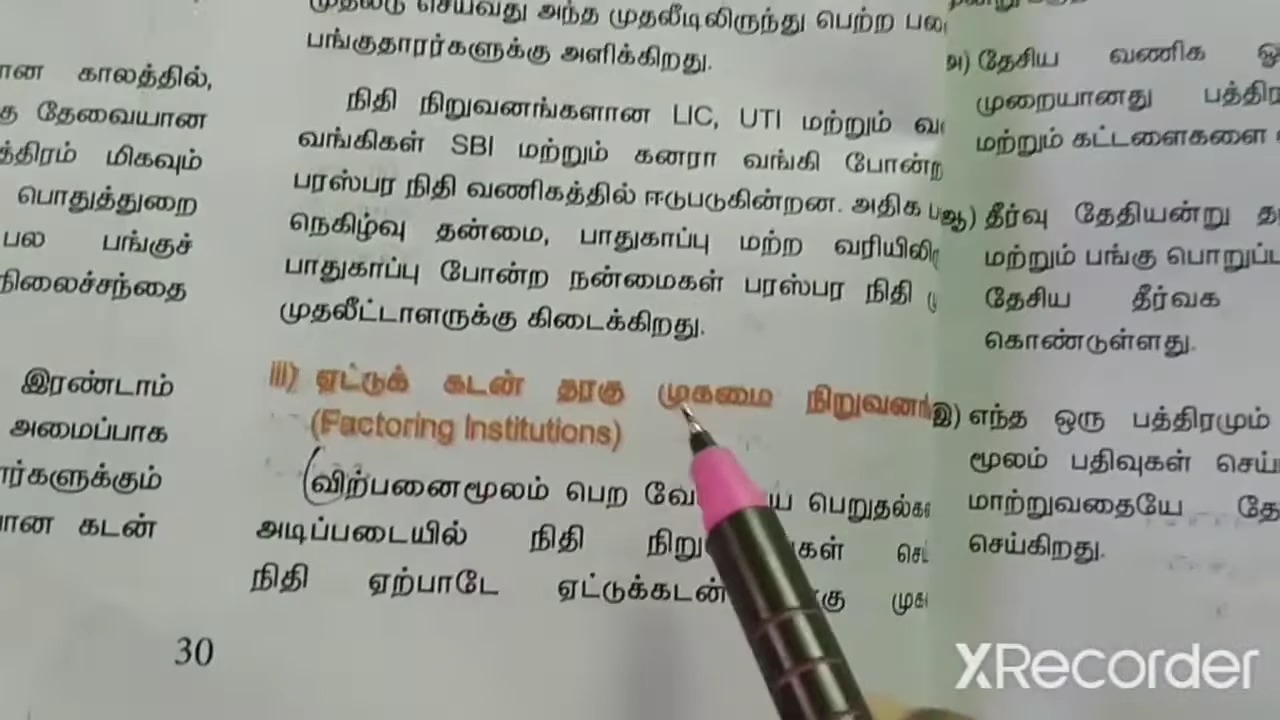 ான காலத்தில்,
தேவையான
த்திரம் மிகவும்
பொதுத்துறை
பல பங்குச்
நிலைச்சந்தை
இரண்டாம்
அமைப்பாக
ர்களுக்கும்
ான கடன்
30
முதலீடு செய்வது அந்த முதலீடிலிருந்து பெற்ற
பங்குதாரர்களுக்கு அளிக்கிறது.
நிதி நிறுவனங்களான LIC, UTI மற்றும்
வங்கிகள் SBI மற்றும் கனரா வங்கி போன்ற
பரஸ்பர நிதி வணிகத்தில் ஈடுபடுகின்றன. அதிக
நெகிழ்வு தன்மை, பாதுகாப்பு மற்ற
பாதுகாப்பு போன்ற நன்மைகள் பரஸ்பர நிதி
முதலீட்டாளருக்கு கிடைக்கிறது.
iii) ஏட்டுக் கடன் தரகு முகமை
(Factoring Institutions)
(விற்பனைமூலம் பெற
அடிப்படையில் நிதி
நிதி ஏற்பாடே ஏட்டுக்கடன்
அ) தேசிய வணிக
முறையானது
மற்றும் கட்டளைகளை
ஆ) தீர்வு தேதியன்று
மற்றும் பங்கு
தேசிய தீர்வக
கொண்டுள்ளது.
இ) எந்த ஒரு பத்திரமும்
மூலம் பதிவுகள்
மாற்றுவதையே
செய்கிறது.
XRecorder